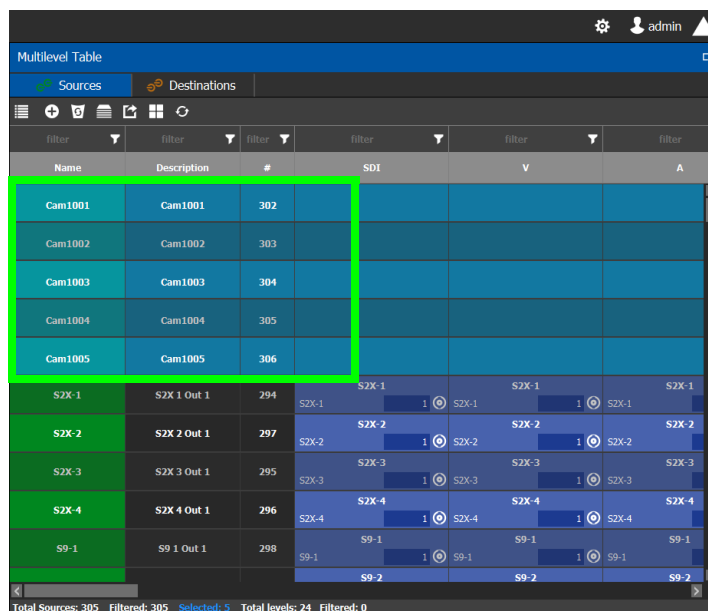 admin
Multilevel Table
Sources Destinations
filter filter filter filter filter filter
Name Description # SDI V A
Cam1001 Cam1001 302
Cam1002 Cam1002 303
Cam1003 Cam1003 304
Cam1004 Cam1004 305
Cam1005 Cam1005 306
S2X-1 S2X-1 S2X-1
S2X-1 S2X 1 Out 1 294
S2X-1 1 S2X-1 1 S2X-1
S2X-2 S2X-2 S2X-2
S2X-2 S2X 2 Out 1 297
S2X-2 1 S2X-2 1 S2X-2
S2X-3 S2X-3 S2X-3
S2X-3 S2X 3 Out 1 295
S2X-3 1 S2X-3 1 S2X-3
S2X-4 S2X-4 S2X-4
S2X-4 S2X 4 Out 1 296
S2X-4 1 S2X-4 1 S2X-4
S9-1 S9-1 S9-1
S9-1 S9 1 Out 1 298
S9-1 1 S9-1 1 S9-1
S9-2 S9-2 S9-2
Total Sources: 305 Filtered: 305 Selected: 5 Total levels: 24 Filtered: 0